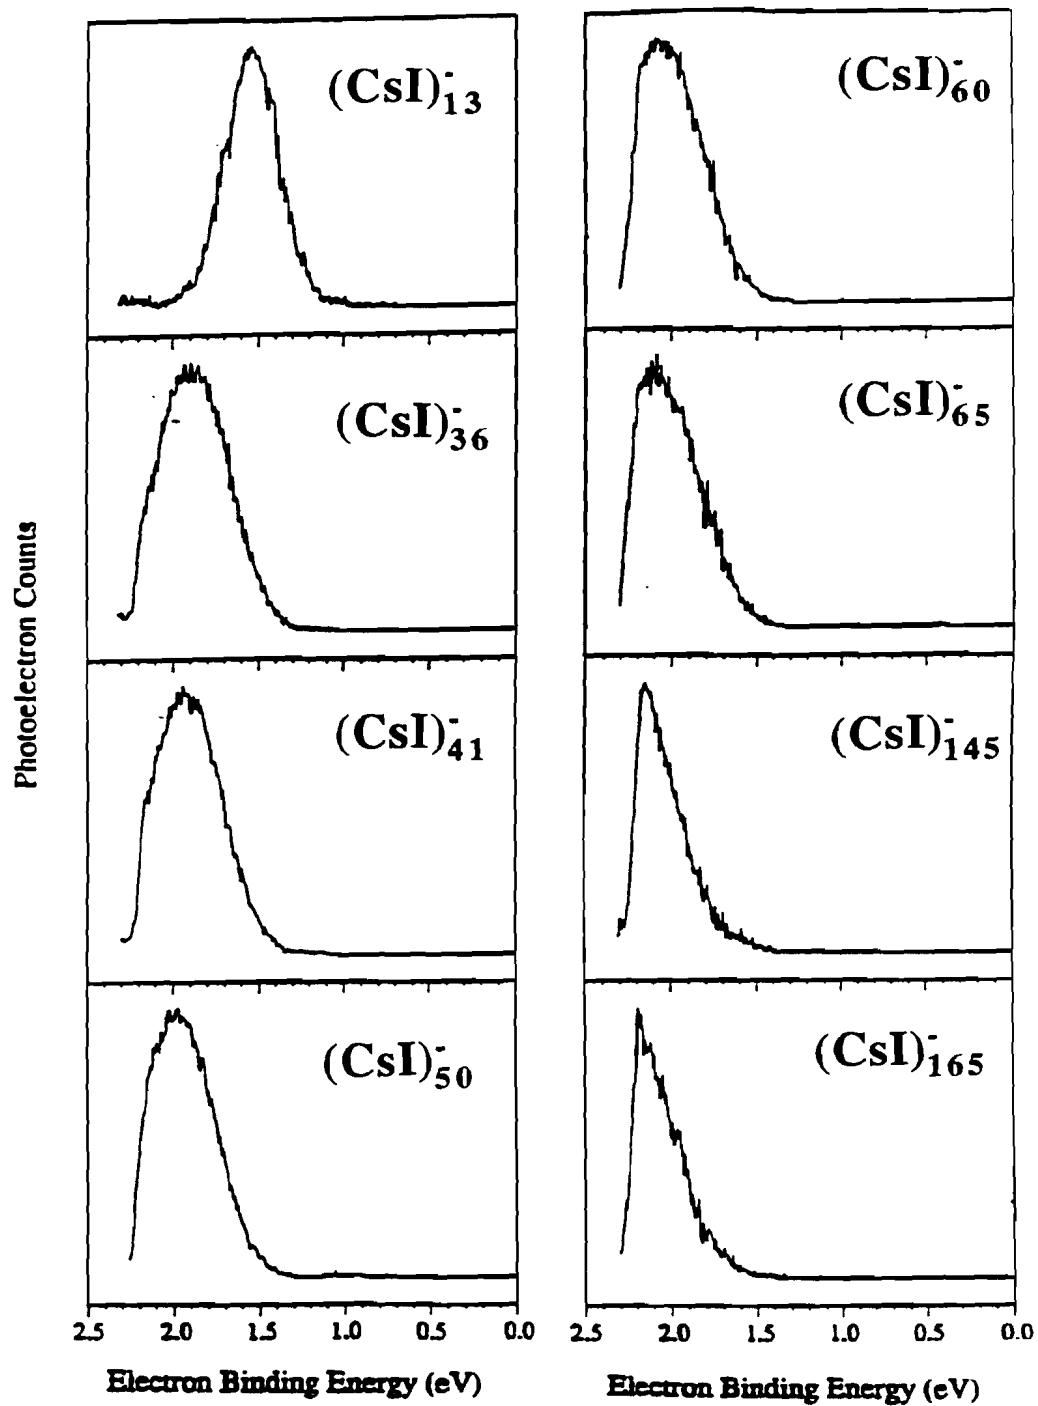 Photoelectron Counts
(CsI)₁₃⁻
(CsI)₃₆⁻
(CsI)₄₁⁻
(CsI)₅₀⁻
2.5 2.0 1.5 1.0 0.5 0.0
Electron Binding Energy (eV)
(CsI)₆₀⁻
(CsI)₆₅⁻
(CsI)₁₄₅⁻
(CsI)₁₆₅⁻
2.5 2.0 1.5 1.0 0.5 0.0
Electron Binding Energy (eV)